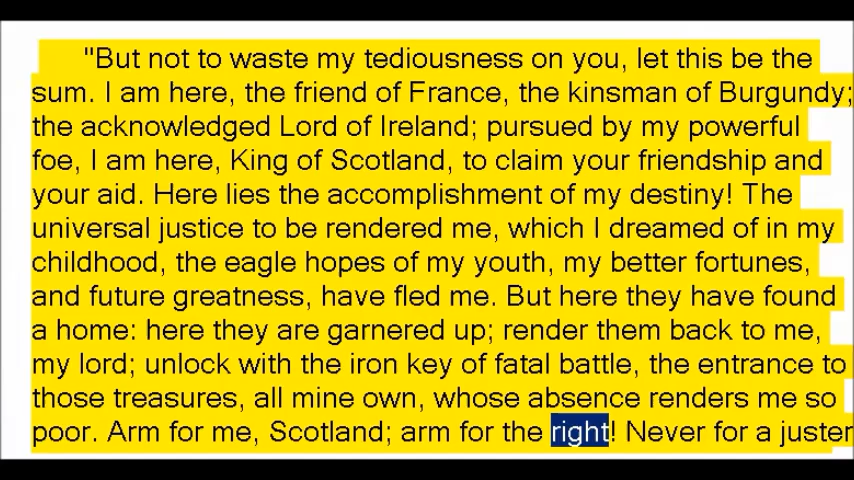 "But not to waste my tediousness on you, let this be the
sum. I am here, the friend of France, the kinsman of Burgundy;
the acknowledged Lord of Ireland; pursued by my powerful
foe, I am here, King of Scotland, to claim your friendship and
your aid. Here lies the accomplishment of my destiny! The
universal justice to be rendered me, which I dreamed of in my
childhood, the eagle hopes of my youth, my better fortunes,
and future greatness, have fled me. But here they have found
a home: here they are garnered up; render them back to me,
my lord; unlock with the iron key of fatal battle, the entrance to
those treasures, all mine own, whose absence renders me so
poor. Arm for me, Scotland; arm for the right! Never for a juster